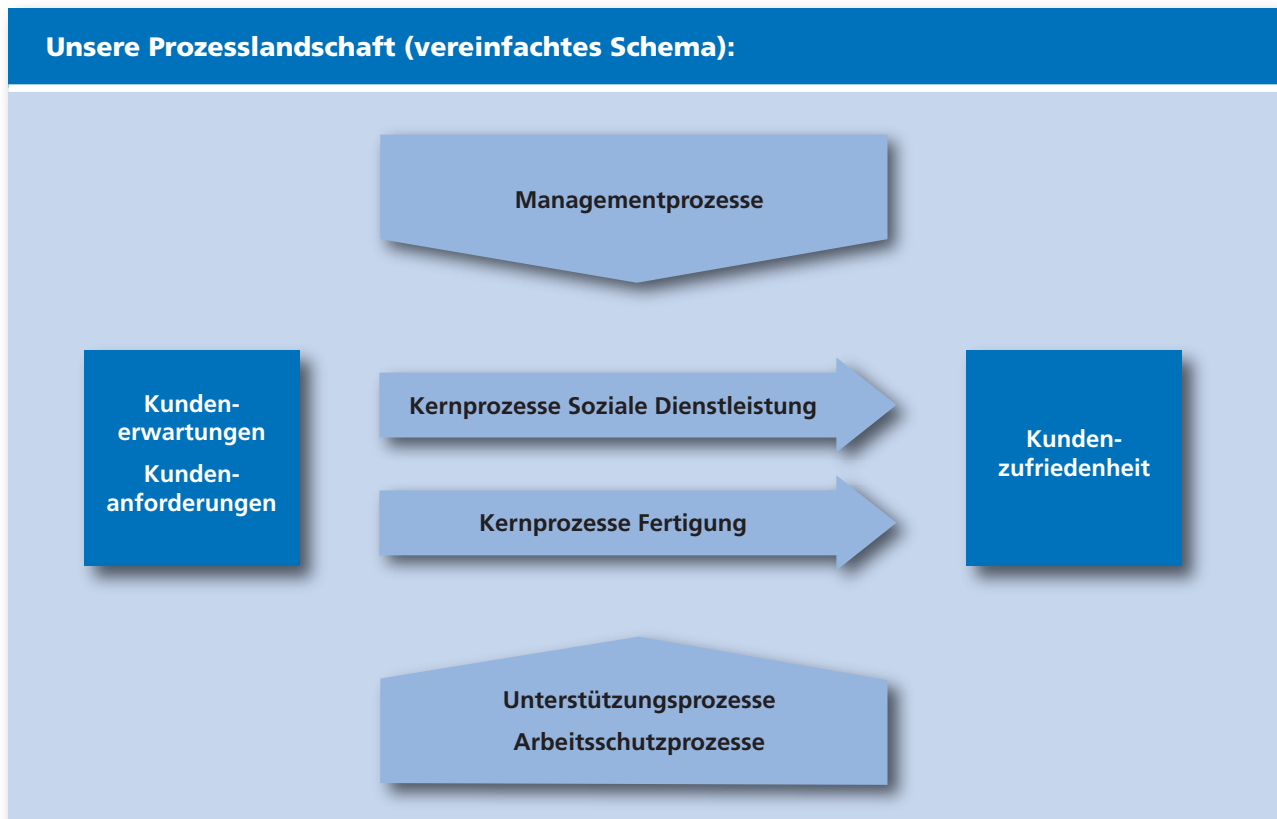 Unsere Prozesslandschaft (vereinfachtes Schema):
Managementprozesse
Kunden-
erwartungen
Kunden-
anforderungen
Kernprozesse Soziale Dienstleistung
Kernprozesse Fertigung
Kunden-
zufriedenheit
Unterstützungsprozesse
Arbeitsschutzprozesse